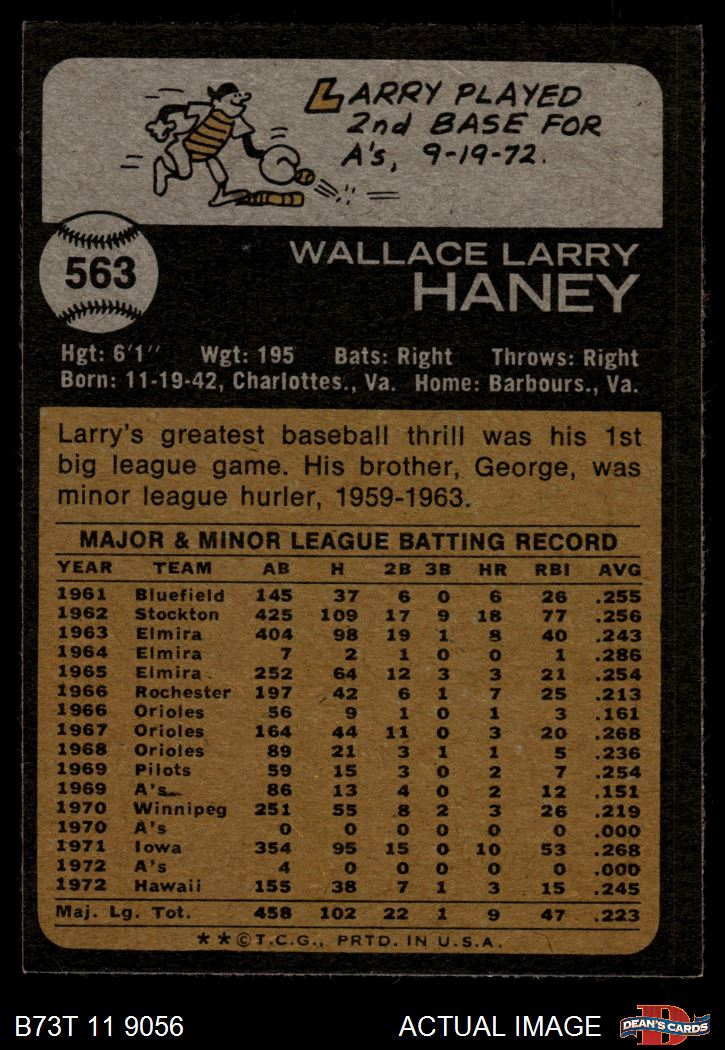 LARRY PLAYED
2nd BASE FOR
A's, 9-19-72.
563
WALLACE LARRY
HANEY
Hgt: 6'1" Wgt: 195 Bats: Right Throws: Right
Born: 11-19-42, Charlottes., Va. Home: Barbours., Va.
Larry's greatest baseball thrill was his 1st
big league game. His brother, George, was
minor league hurler, 1959-1963.
MAJOR & MINOR LEAGUE BATTING RECORD
YEAR TEAM AB H 2B 3B HR RBI AVG
1961 Bluefield 145 37 6 0 6 26 .255
1962 Stockton 425 109 17 9 18 77 .256
1963 Elmira 404 98 19 1 8 40 .243
1964 Elmira 7 2 1 0 0 1 .286
1965 Elmira 252 64 12 3 3 21 .254
1966 Rochester 197 42 6 1 7 25 .213
1966 Orioles 56 9 1 0 1 3 .161
1967 Orioles 164 44 11 0 3 20 .268
1968 Orioles 89 21 3 1 1 5 .236
1969 Pilots 59 15 3 0 2 7 .254
1969 A's 86 13 4 0 2 12 .151
1970 Winnipeg 251 55 8 2 3 26 .219
1970 A's 0 0 0 0 0 0 .000
1971 Iowa 354 95 15 0 10 53 .268
1972 A's 4 0 0 0 0 0 .000
1972 Hawaii 155 38 7 1 3 15 .245
Maj. Lg. Tot. 458 102 22 1 9 47 .223
**©T.C.G., PRTD. IN U.S.A.
B73T 11 9056 ACTUAL IMAGE
D
DEAN'S CARDS